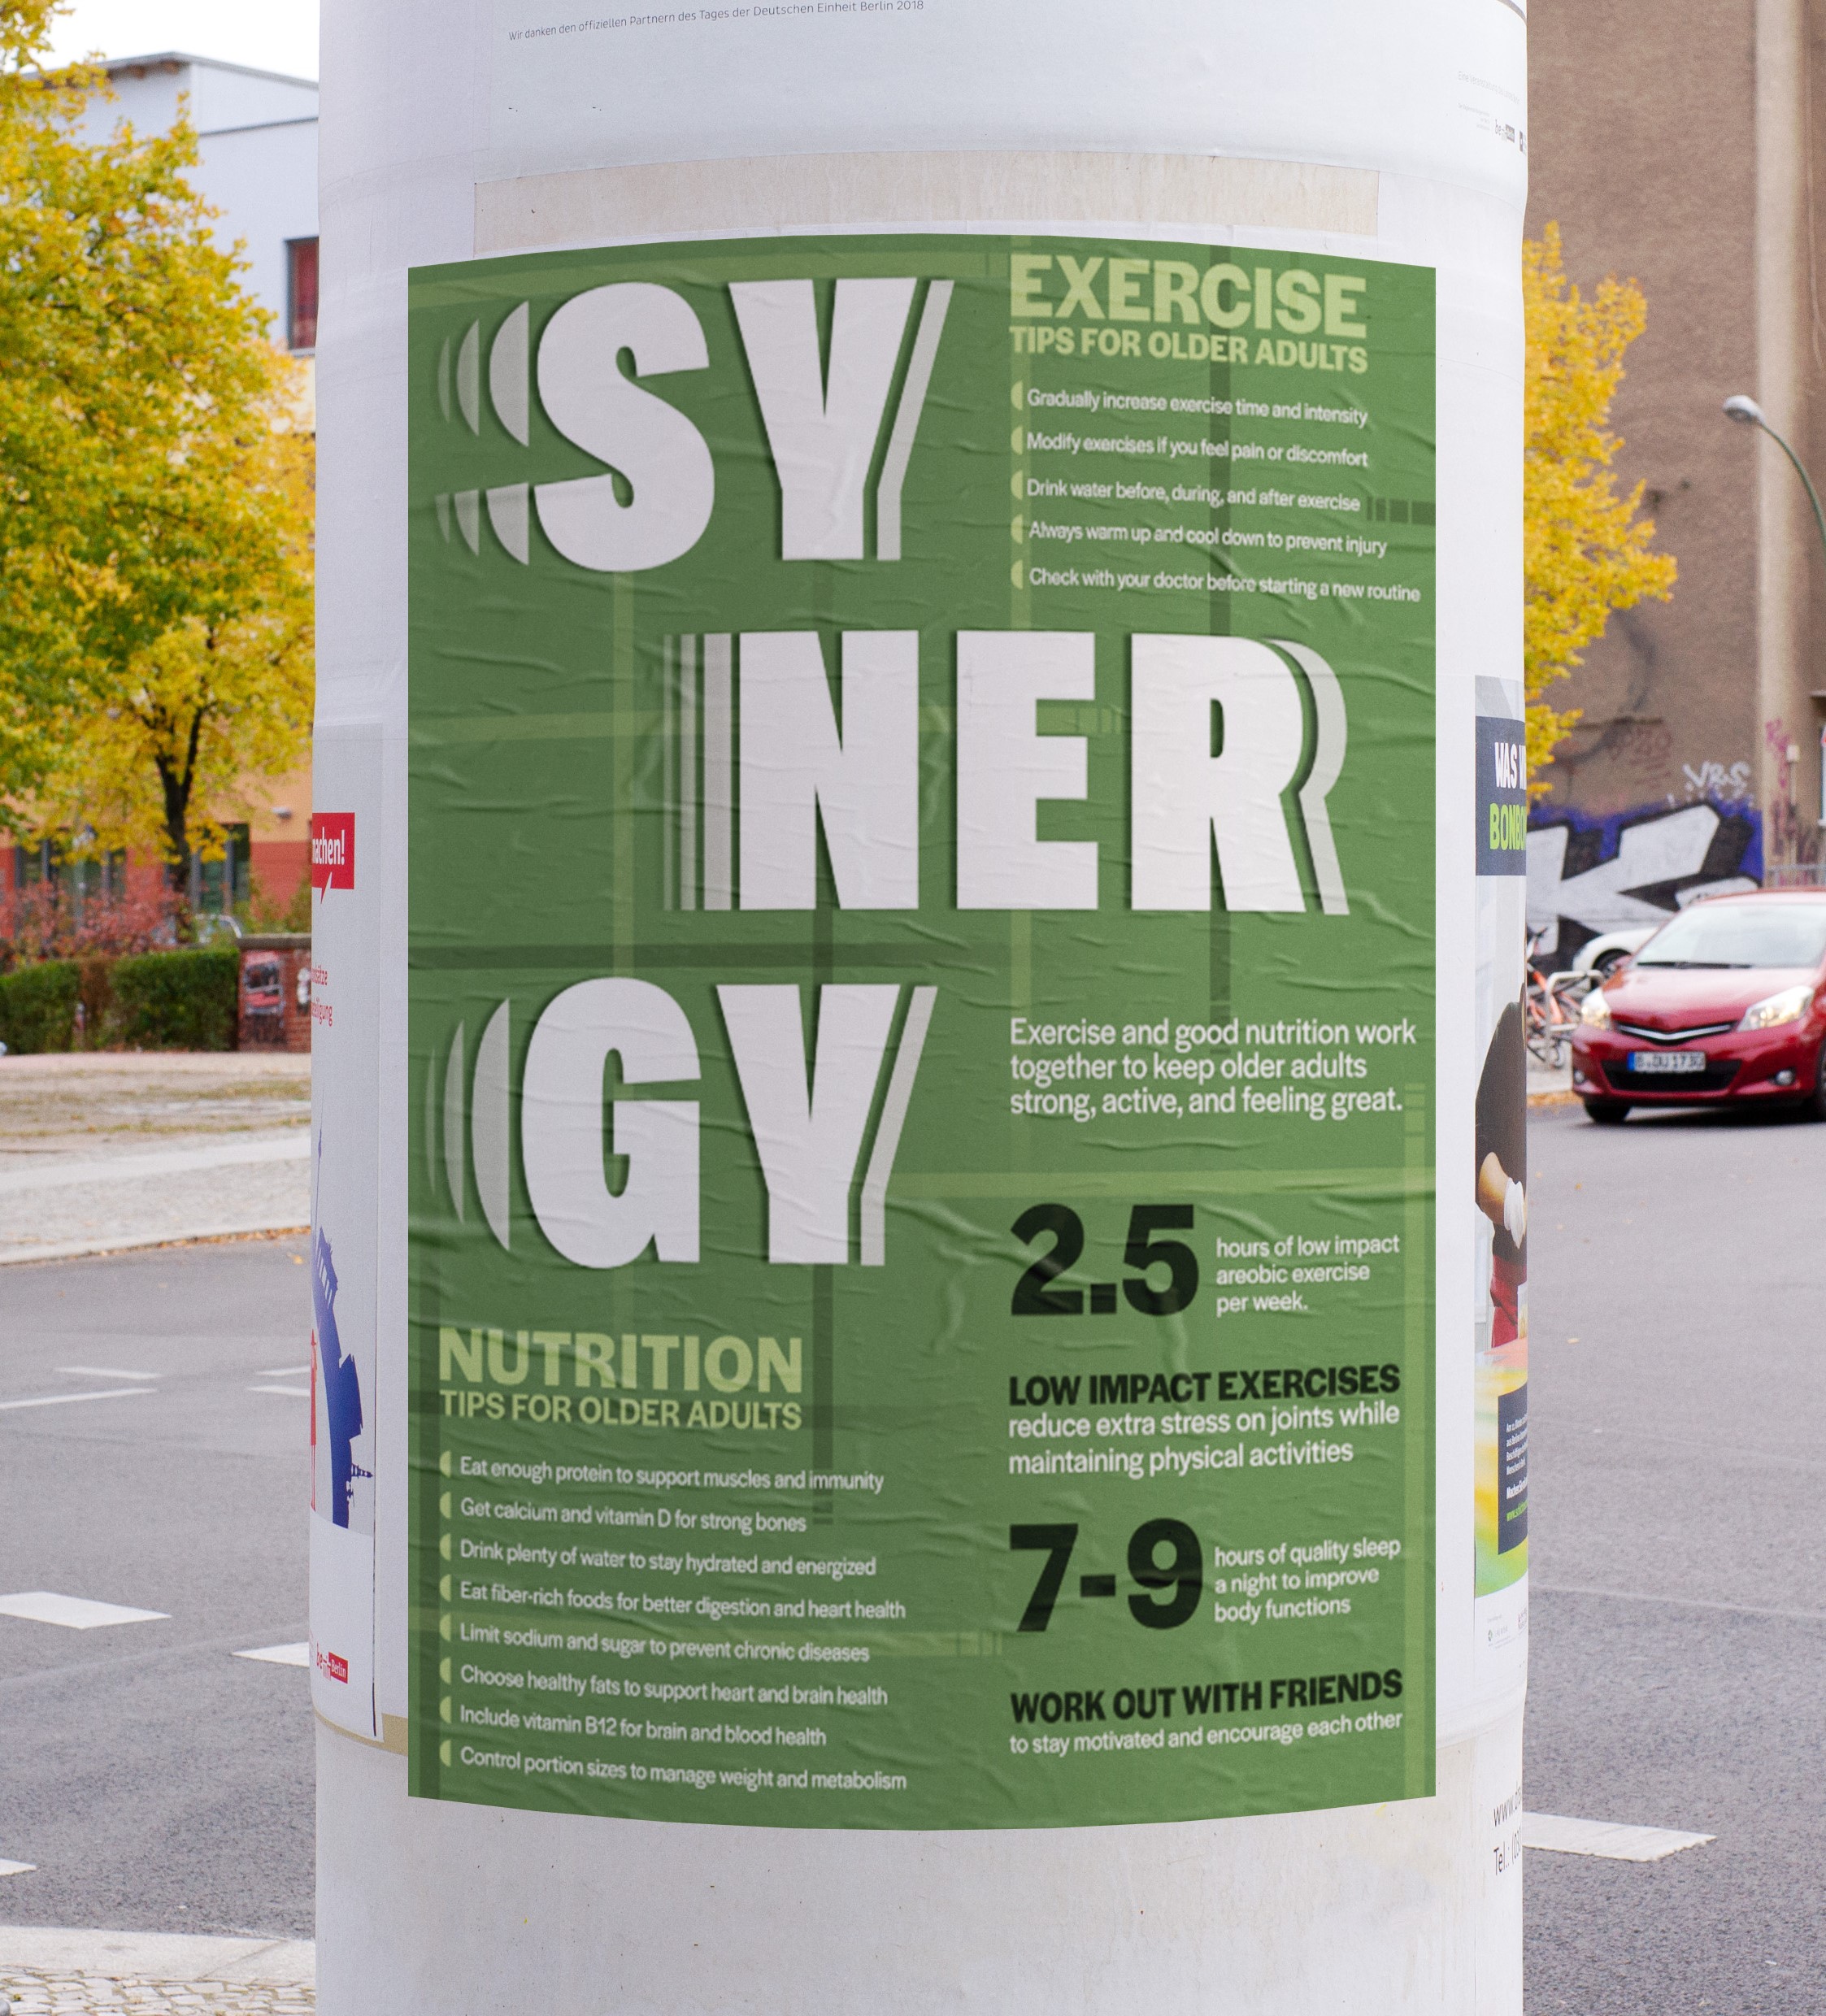 Wir danken den offiziellen Partnern des Tages der Deutschen Einheit Berlin 2018
SY
NER
GY
EXERCISE
TIPS FOR OLDER ADULTS
Gradually increase exercise time and intensity
Modify exercises if you feel pain or discomfort
Drink water before, during, and after exercise
Always warm up and cool down to prevent injury
Check with your doctor before starting a new routine
Exercise and good nutrition work
together to keep older adults
strong, active, and feeling great.
2.5
hours of low impact
areobic exercise
per week.
LOW IMPACT EXERCISES
reduce extra stress on joints while
maintaining physical activities
7-9
hours of quality sleep
a night to improve
body functions
WORK OUT WITH FRIENDS
to stay motivated and encourage each other
NUTRITION
TIPS FOR OLDER ADULTS
Eat enough protein to support muscles and immunity
Get calcium and vitamin D for strong bones
Drink plenty of water to stay hydrated and energized
Eat fiber-rich foods for better digestion and heart health
Limit sodium and sugar to prevent chronic diseases
Choose healthy fats to support heart and brain health
Include vitamin B12 for brain and blood health
Control portion sizes to manage weight and metabolism
achen!
be Berlin
WAS
BONBO
VRS
K
B-DU 1730
www.
Tel.: (03